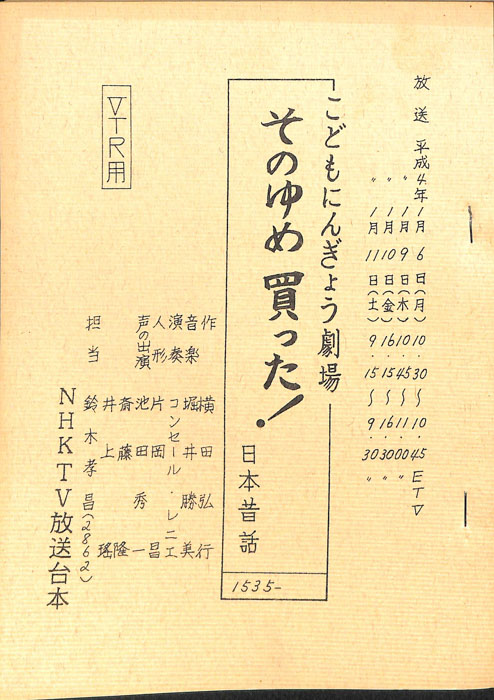 放送 平成4年1月6日(月) 10・30〜10・45 ETV
〃 1月9日(木) 10・45〜11・00 〃
〃 1月10日(金) 16・15〜16・30 〃
〃 1月11日(土) 9・15〜9・30 〃
こどもにんぎょう劇場
そのゆめ買った!
日本昔話
1535-
作 横田弘行
音楽 堀井勝美
演奏 コンセール・レニエ
人形 片岡昌
声の出演 池田秀一
斎藤隆
井上瑤
担当 鈴木孝昌(2862)
VTR用
NHKTV放送台本